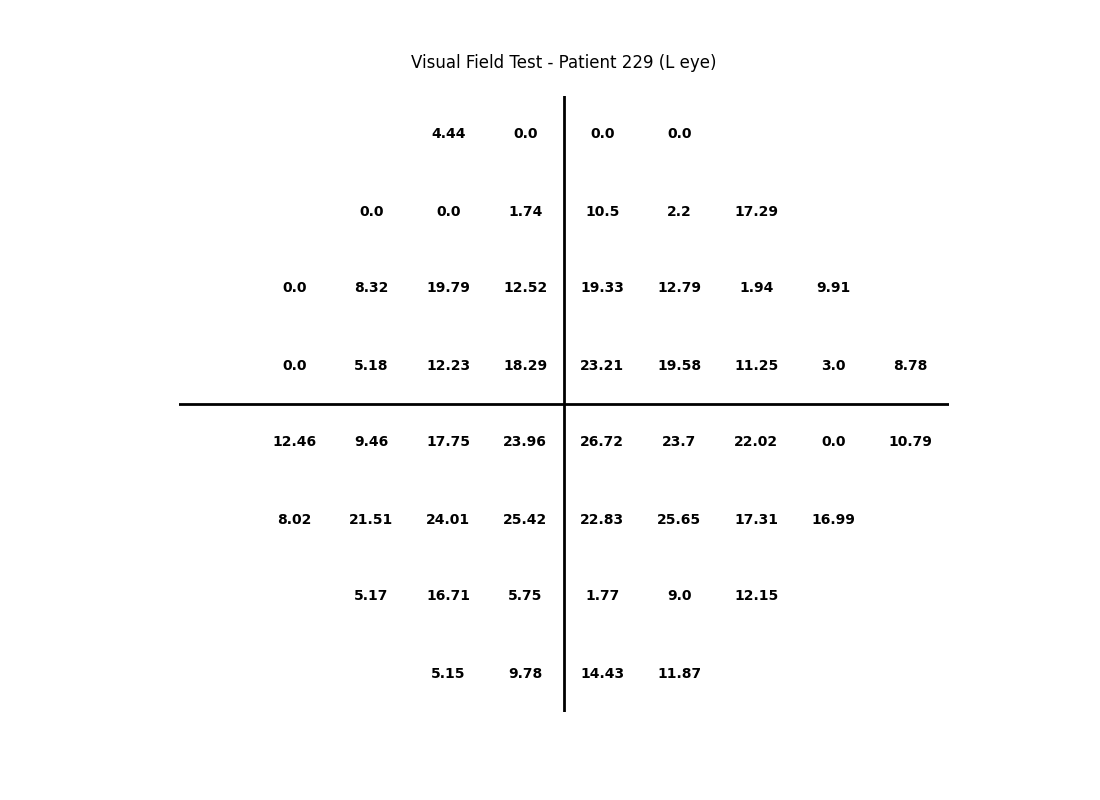 Visual Field Test - Patient 229 (L eye)
4.44 0.0 0.0 0.0
0.0 0.0 1.74 10.5 2.2 17.29
0.0 8.32 19.79 12.52 19.33 12.79 1.94 9.91
0.0 5.18 12.23 18.29 23.21 19.58 11.25 3.0 8.78
12.46 9.46 17.75 23.96 26.72 23.7 22.02 0.0 10.79
8.02 21.51 24.01 25.42 22.83 25.65 17.31 16.99
5.17 16.71 5.75 1.77 9.0 12.15
5.15 9.78 14.43 11.87